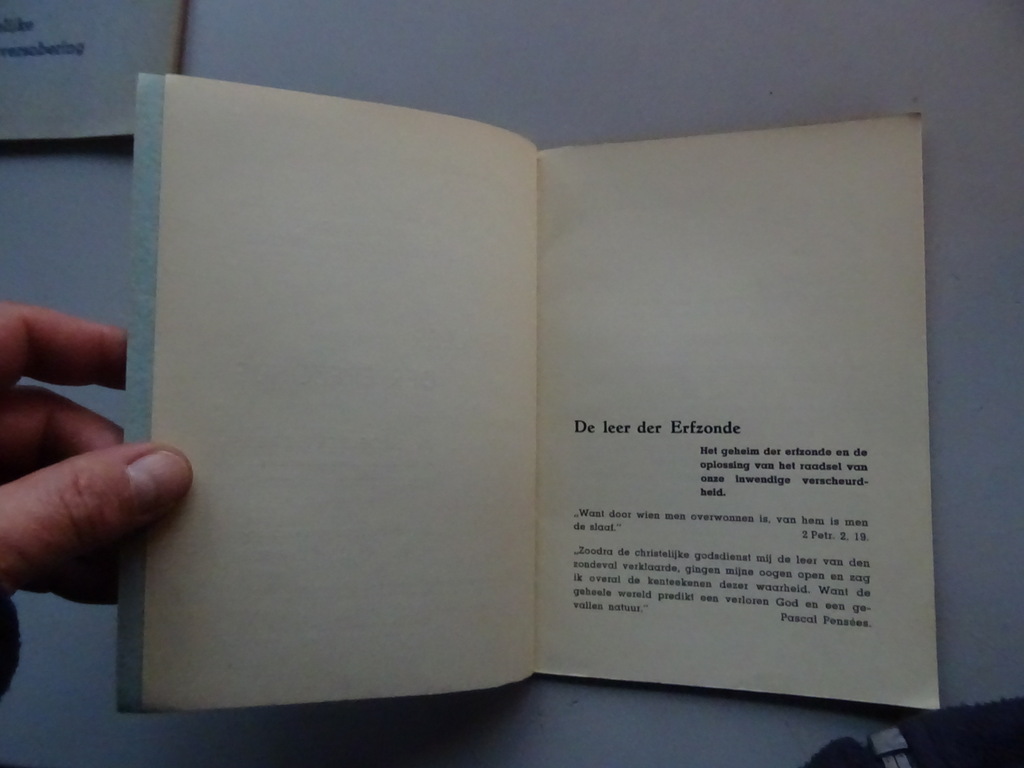 versobering
De leer der Erfzonde
Het geheim der erfzonde en de
oplossing van het raadsel van
onze inwendige verscheurd-
heid.
„Want door wien men overwonnen is, van hem is men
de slaaf."
2 Petr. 2, 19.
„Zoodra de christelijke godsdienst mij de leer van den
zondeval verklaarde, gingen mijne oogen open en zag
ik overal de kenteekenen dezer waarheid. Want de
geheele wereld predikt een verloren God en een ge-
vallen natuur."
Pascal Pensées.